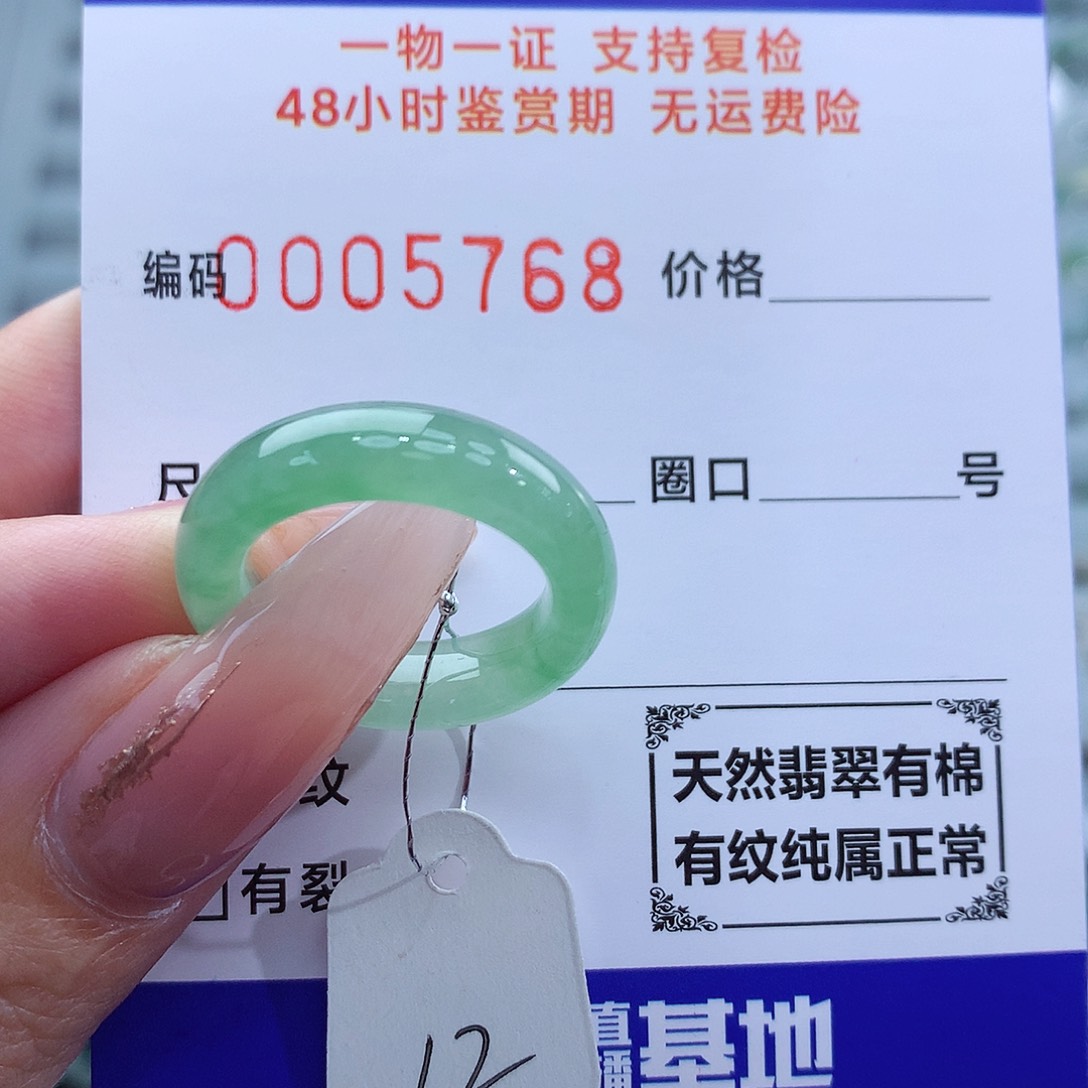 一物一证 支持复检
48小时鉴赏期 无运费险
编码0005768 价格
尺 圈口 号
天然翡翠有棉
纹
有纹纯属正常
有裂
直播基地
12